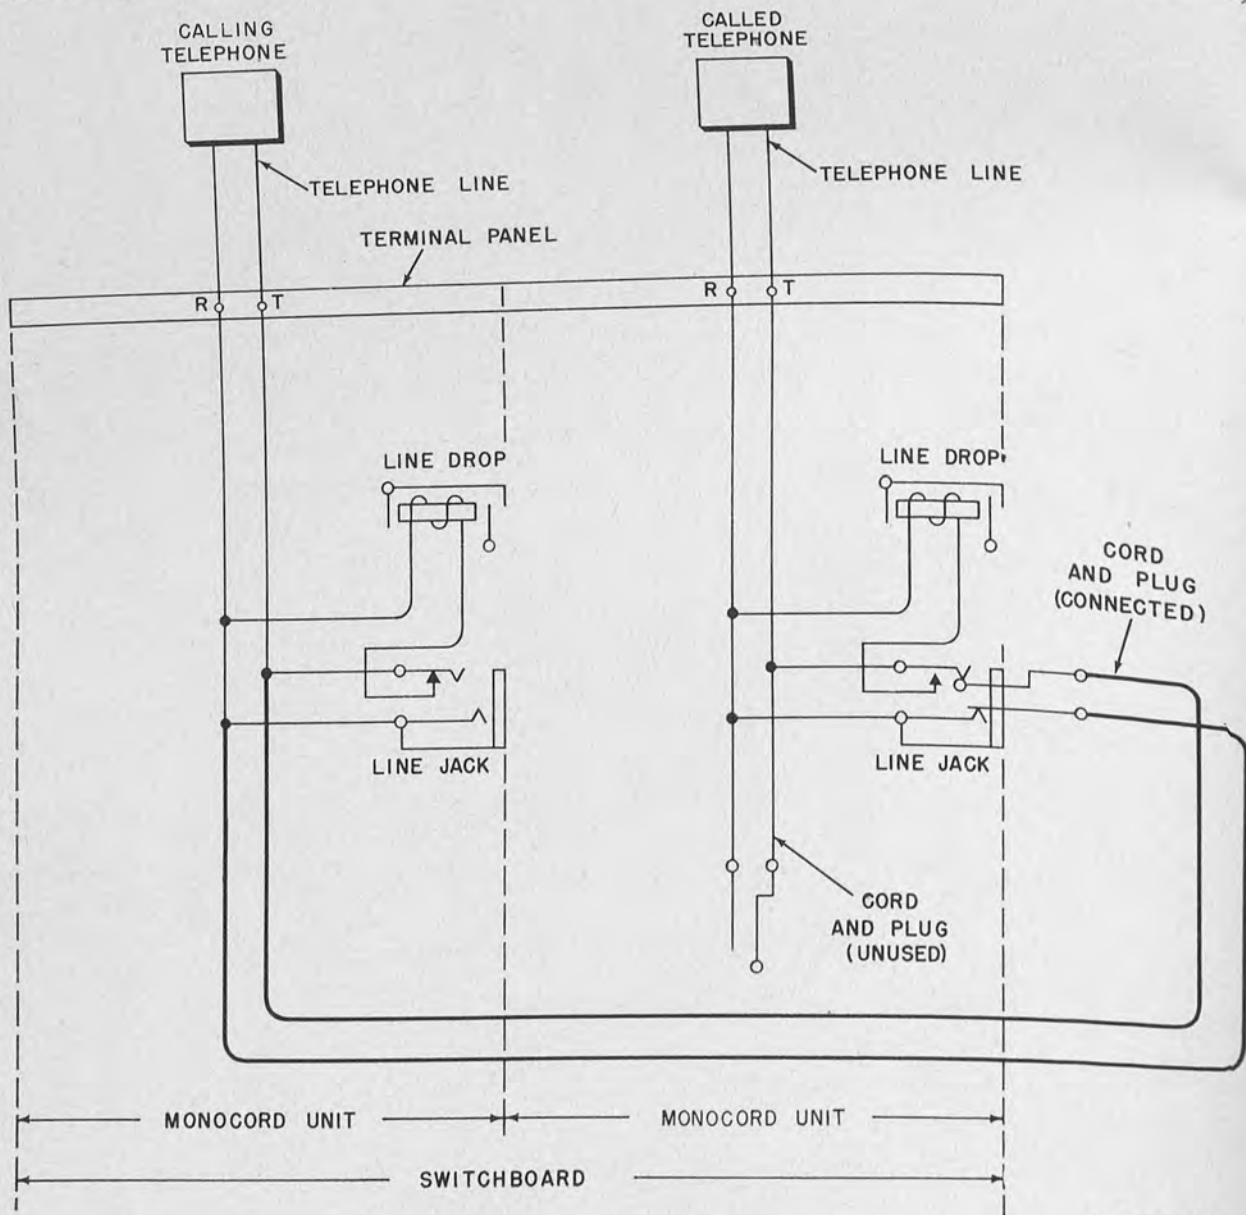 CALLING
TELEPHONE
CALLED
TELEPHONE
TELEPHONE LINE
TELEPHONE LINE
TERMINAL PANEL
R T
R T
LINE DROP
LINE DROP
CORD
AND PLUG
(CONNECTED)
LINE JACK
LINE JACK
CORD
AND PLUG
(UNUSED)
MONOCORD UNIT
MONOCORD UNIT
SWITCHBOARD